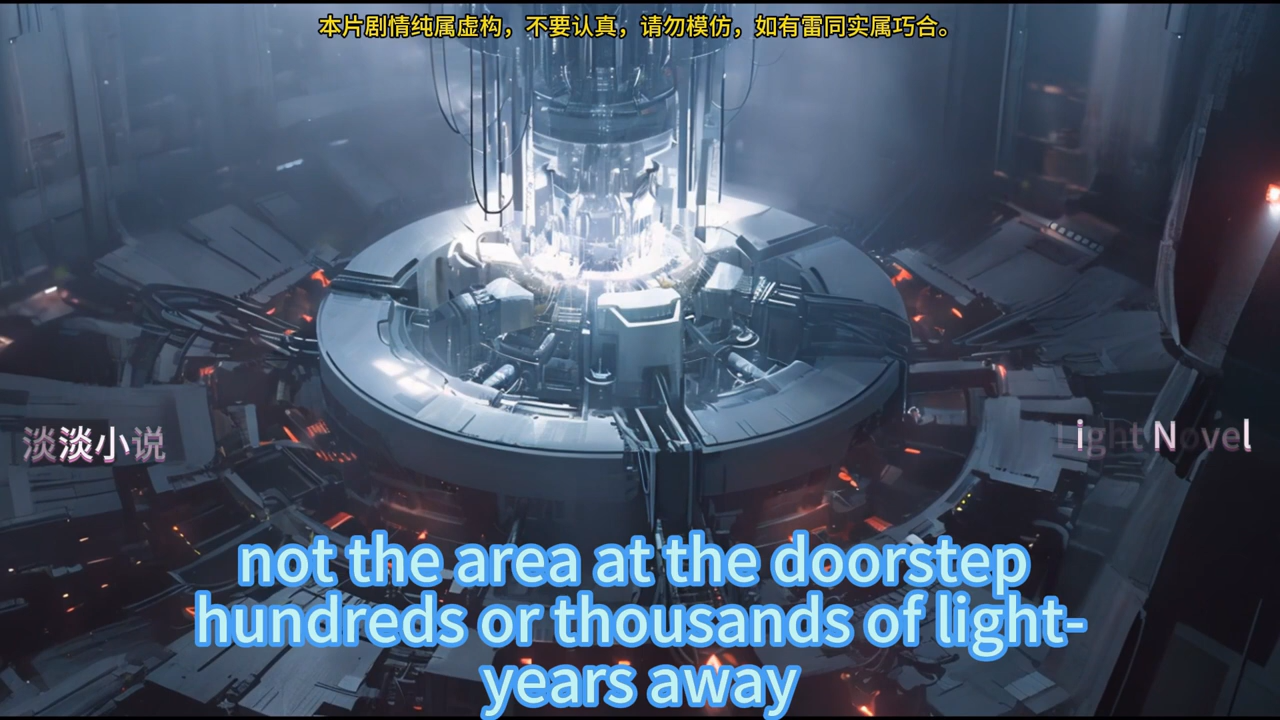 本片剧情纯属虚构，不要认真，请勿模仿，如有雷同实属巧合。
淡淡小说
Light Novel
not the area at the doorstep
hundreds or thousands of light-
years away